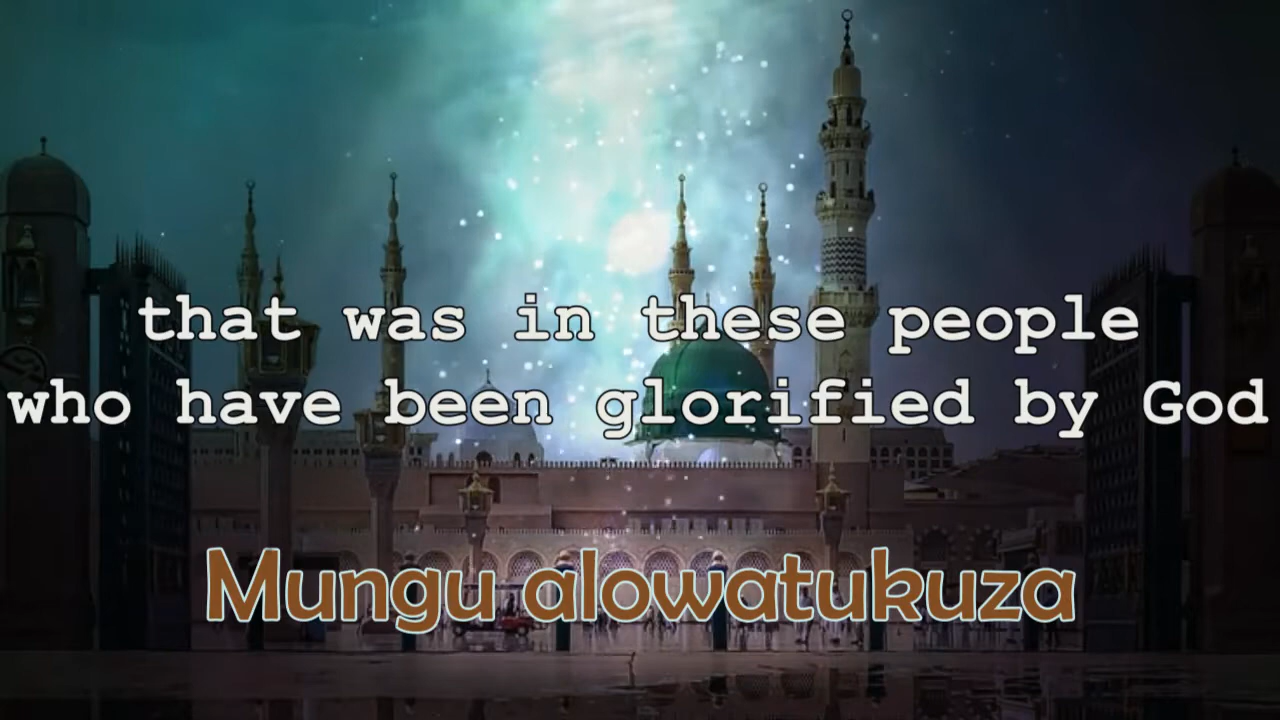 that was in these people
who have been glorified by God
Mungu alowatukuza